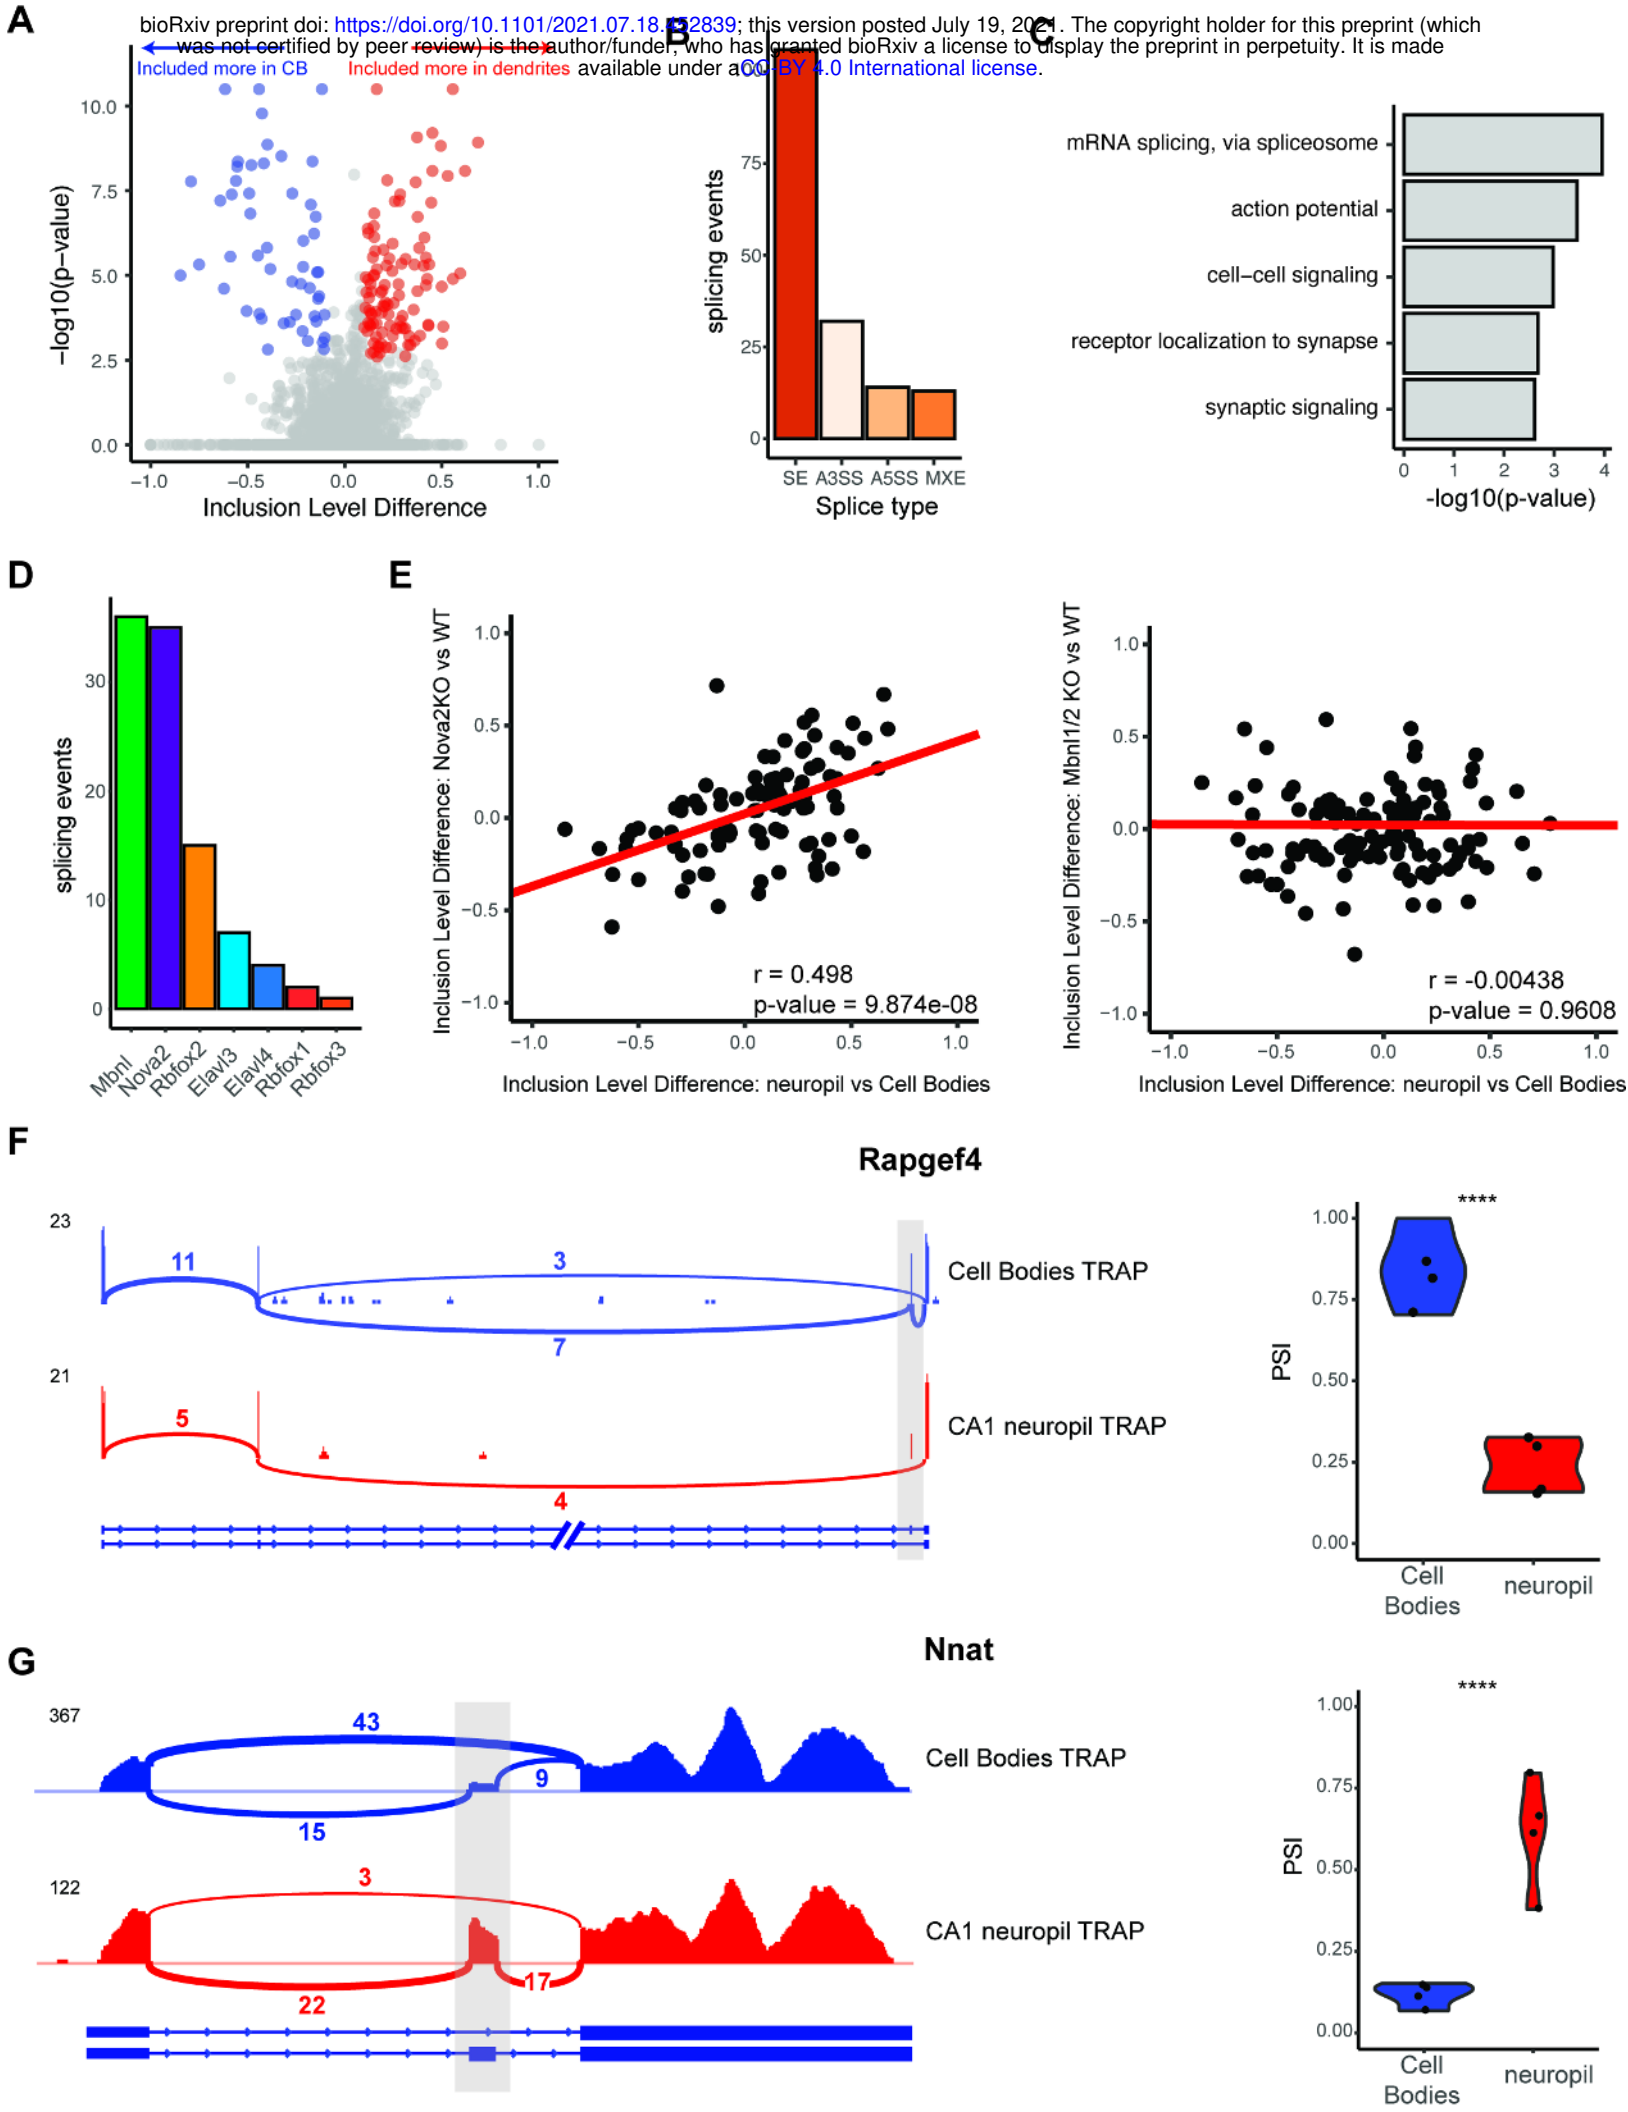 A
bioRxiv preprint doi: https://doi.org/10.1101/2021.07.18.452839; this version posted July 19, 2021. The copyright holder for this preprint (which
was not certified by peer review) is the author/funder, who has granted bioRxiv a license to display the preprint in perpetuity. It is made
available under aCC-BY 4.0 International license.
Included more in CB
Included more in dendrites
10.0
7.5
5.0
2.5
0.0
−log10(p−value)
−1.0
−0.5
0.0
0.5
1.0
Inclusion Level Difference
B
100
75
50
25
0
splicing events
SE
A3SS
A5SS
MXE
Splice type
C
mRNA splicing, via spliceosome
action potential
cell−cell signaling
receptor localization to synapse
synaptic signaling
0
1
2
3
4
-log10(p-value)
D
30
20
10
0
splicing events
Mbnl
Nova2
Rbfox2
Elavl3
Elavl4
Rbfox1
Rbfox3
E
Inclusion Level Difference: Nova2KO vs WT
1.0
0.5
0.0
−0.5
−1.0
r = 0.498
p-value = 9.874e-08
−1.0
−0.5
0.0
0.5
1.0
Inclusion Level Difference: neuropil vs Cell Bodies
Inclusion Level Difference: Mbnl1/2 KO vs WT
1.0
0.5
0.0
−0.5
−1.0
r = -0.00438
p-value = 0.9608
−1.0
−0.5
0.0
0.5
1.0
Inclusion Level Difference: neuropil vs Cell Bodies
F
Rapgef4
23
11
3
7
Cell Bodies TRAP
21
5
4
CA1 neuropil TRAP
****
1.00
0.75
0.50
0.25
0.00
PSI
Cell
Bodies
neuropil
G
Nnat
367
43
9
15
Cell Bodies TRAP
122
3
17
22
CA1 neuropil TRAP
****
1.00
0.75
0.50
0.25
0.00
PSI
Cell
Bodies
neuropil